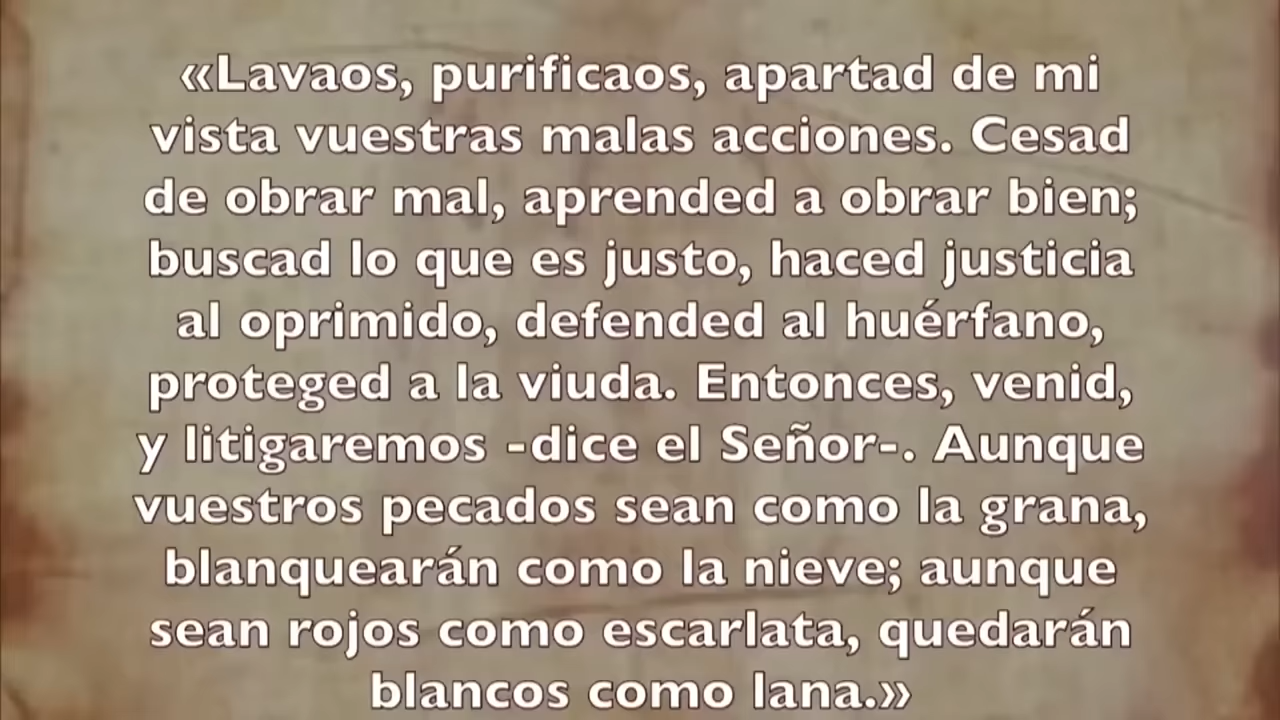 «Lavaos, purificaos, apartad de mi
vista vuestras malas acciones. Cesad
de obrar mal, aprended a obrar bien;
buscad lo que es justo, haced justicia
al oprimido, defended al huérfano,
proteged a la viuda. Entonces, venid,
y litigaremos -dice el Señor-. Aunque
vuestros pecados sean como la grana,
blanquearán como la nieve; aunque
sean rojos como escarlata, quedarán
blancos como lana.»